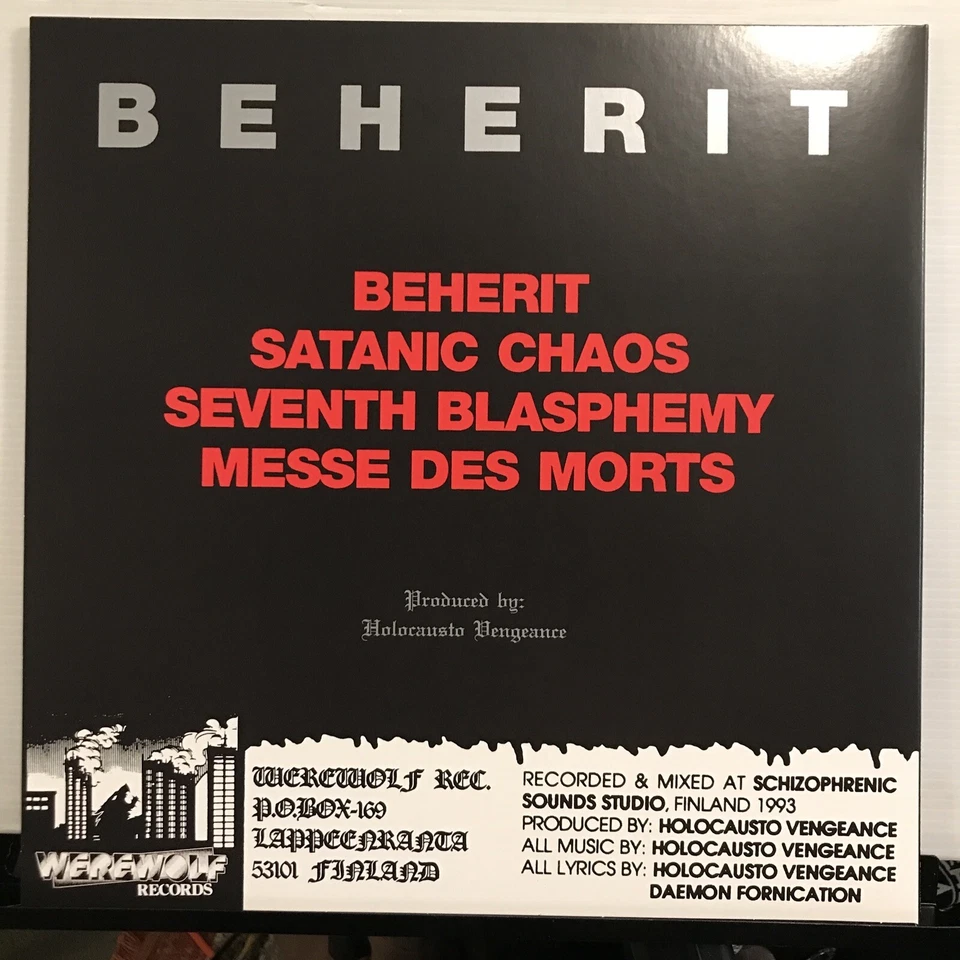 BEHERIT
BEHERIT
SATANIC CHAOS
SEVENTH BLASPHEMY
MESSE DES MORTS
Produced by:
Holocausto Vengeance
WEREWOLF REC.
P.O.BOX-169
LAPPEENRANTA
53101 FINLAND
WEREWOLF
RECORDS
RECORDED & MIXED AT SCHIZOPHRENIC
SOUNDS STUDIO, FINLAND 1993
PRODUCED BY: HOLOCAUSTO VENGEANCE
ALL MUSIC BY: HOLOCAUSTO VENGEANCE
ALL LYRICS BY: HOLOCAUSTO VENGEANCE
DAEMON FORNICATION